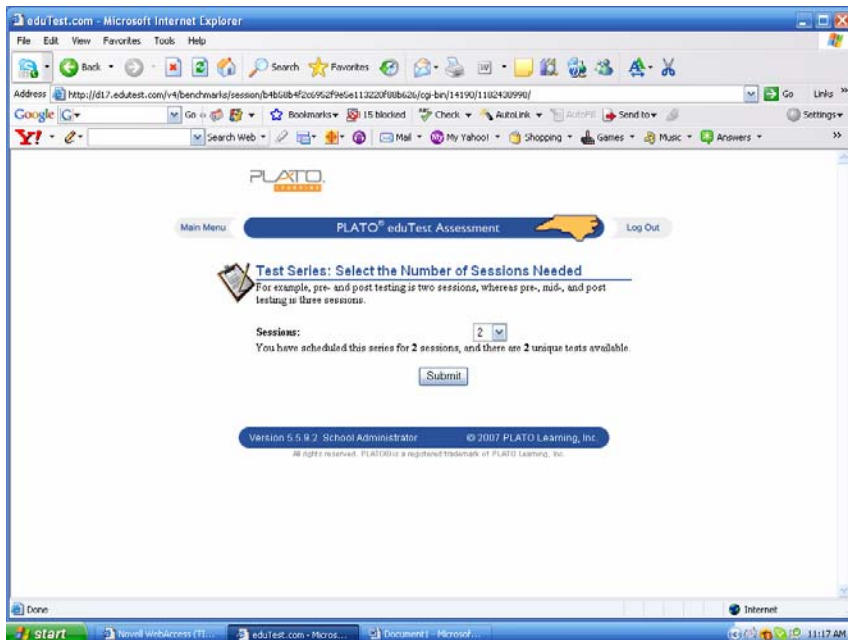 eduTest.com - Microsoft Internet Explorer
File Edit View Favorites Tools Help
Back Search Favorites
Address http://d17.edutest.com/v4/benchmarks/session/ Go Links »
Google G Go Bookmarks 15 blocked Check AutoLink AutoFill Send to Settings
Y! Search Web Mail My Yahoo! Shopping Games Music Answers »
PLATO
LEARNING
Main Menu PLATO® eduTest Assessment Log Out
Test Series: Select the Number of Sessions Needed
For example, pre- and post testing is two sessions, whereas pre-, mid-, and post
testing is three sessions.
Sessions: 2
You have scheduled this series for 2 sessions, and there are 2 unique tests available.
Submit
Version 5.5.9.2 School Administrator © 2007 PLATO Learning, Inc.
All rights reserved. PLATO® is a registered trademark of PLATO Learning, Inc.
Done Internet
start Novell WebAccess (TI... eduTest.com - Micros... Document1 - Microsof... 11:17 AM